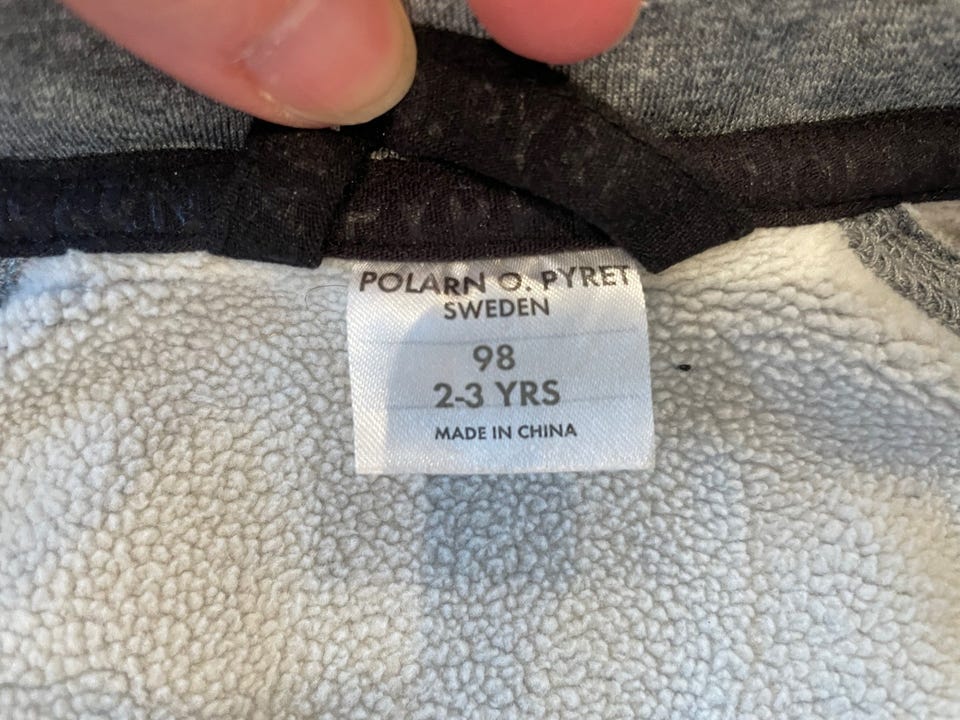 POLARN O. PYRET
SWEDEN
98
2-3 YRS
MADE IN CHINA